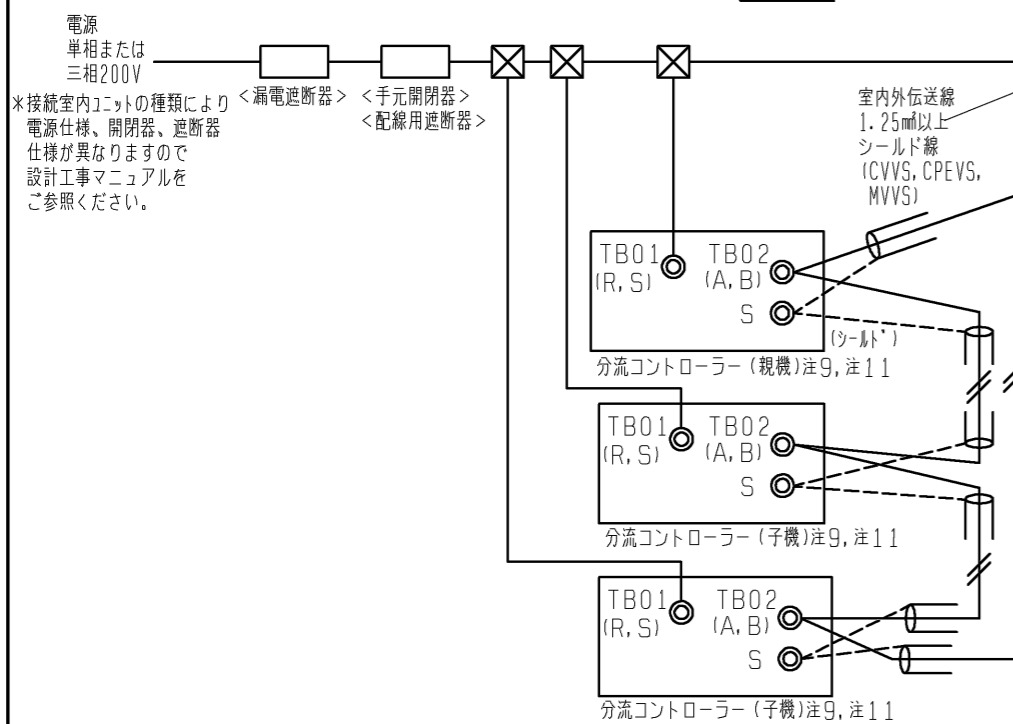 電源
単相または
三相200V
*接続室内ユニットの種類により
電源仕様、開閉器、遮断器
仕様が異なりますので
設計工事マニュアルを
ご参照ください。
<漏電遮断器>
<手元開閉器>
<配線用遮断器>
室内外伝送線
1.25㎟以上
シールド線
(CVVS,CPEVS,
MVVS)
TB01
(R,S)
TB02
(A,B)
S
(シールド)
分流コントローラー(親機)注9,注11
TB01
(R,S)
TB02
(A,B)
S
分流コントローラー(子機)注9,注11
TB01
(R,S)
TB02
(A,B)
S
分流コントローラー(子機)注9,注11